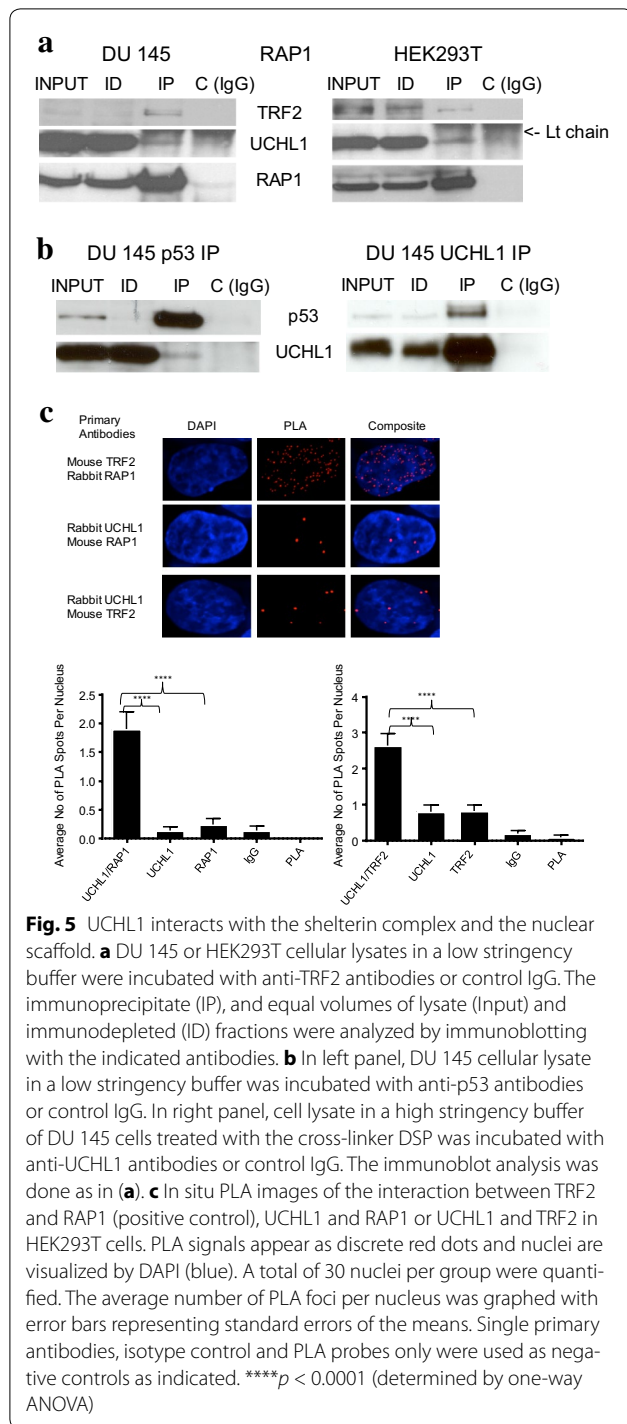 a
DU 145 RAP1 HEK293T
INPUT ID IP C (IgG) INPUT ID IP C (IgG)
TRF2
<- Lt chain
UCHL1
RAP1
b
DU 145 p53 IP DU 145 UCHL1 IP
INPUT ID IP C (IgG) INPUT ID IP C (IgG)
p53
UCHL1
c
Primary
Antibodies
DAPI PLA Composite
Mouse TRF2
Rabbit RAP1
Rabbit UCHL1
Mouse RAP1
Rabbit UCHL1
Mouse TRF2
Average No of PLA Spots Per Nucleus
2.5
2.0
1.5
1.0
0.5
0.0
****
****
UCHL1/RAP1
UCHL1
RAP1
IgG
PLA
Average No of PLA Spots Per Nucleus
4
3
2
1
0
****
****
UCHL1/TRF2
UCHL1
TRF2
IgG
PLA
Fig. 5 UCHL1 interacts with the shelterin complex and the nuclear
scaffold. a DU 145 or HEK293T cellular lysates in a low stringency
buffer were incubated with anti-TRF2 antibodies or control IgG. The
immunoprecipitate (IP), and equal volumes of lysate (Input) and
immunodepleted (ID) fractions were analyzed by immunoblotting
with the indicated antibodies. b In left panel, DU 145 cellular lysate
in a low stringency buffer was incubated with anti-p53 antibodies
or control IgG. In right panel, cell lysate in a high stringency buffer
of DU 145 cells treated with the cross-linker DSP was incubated with
anti-UCHL1 antibodies or control IgG. The immunoblot analysis was
done as in (a). c In situ PLA images of the interaction between TRF2
and RAP1 (positive control), UCHL1 and RAP1 or UCHL1 and TRF2 in
HEK293T cells. PLA signals appear as discrete red dots and nuclei are
visualized by DAPI (blue). A total of 30 nuclei per group were quanti-
fied. The average number of PLA foci per nucleus was graphed with
error bars representing standard errors of the means. Single primary
antibodies, isotype control and PLA probes only were used as nega-
tive controls as indicated. ****p < 0.0001 (determined by one-way
ANOVA)